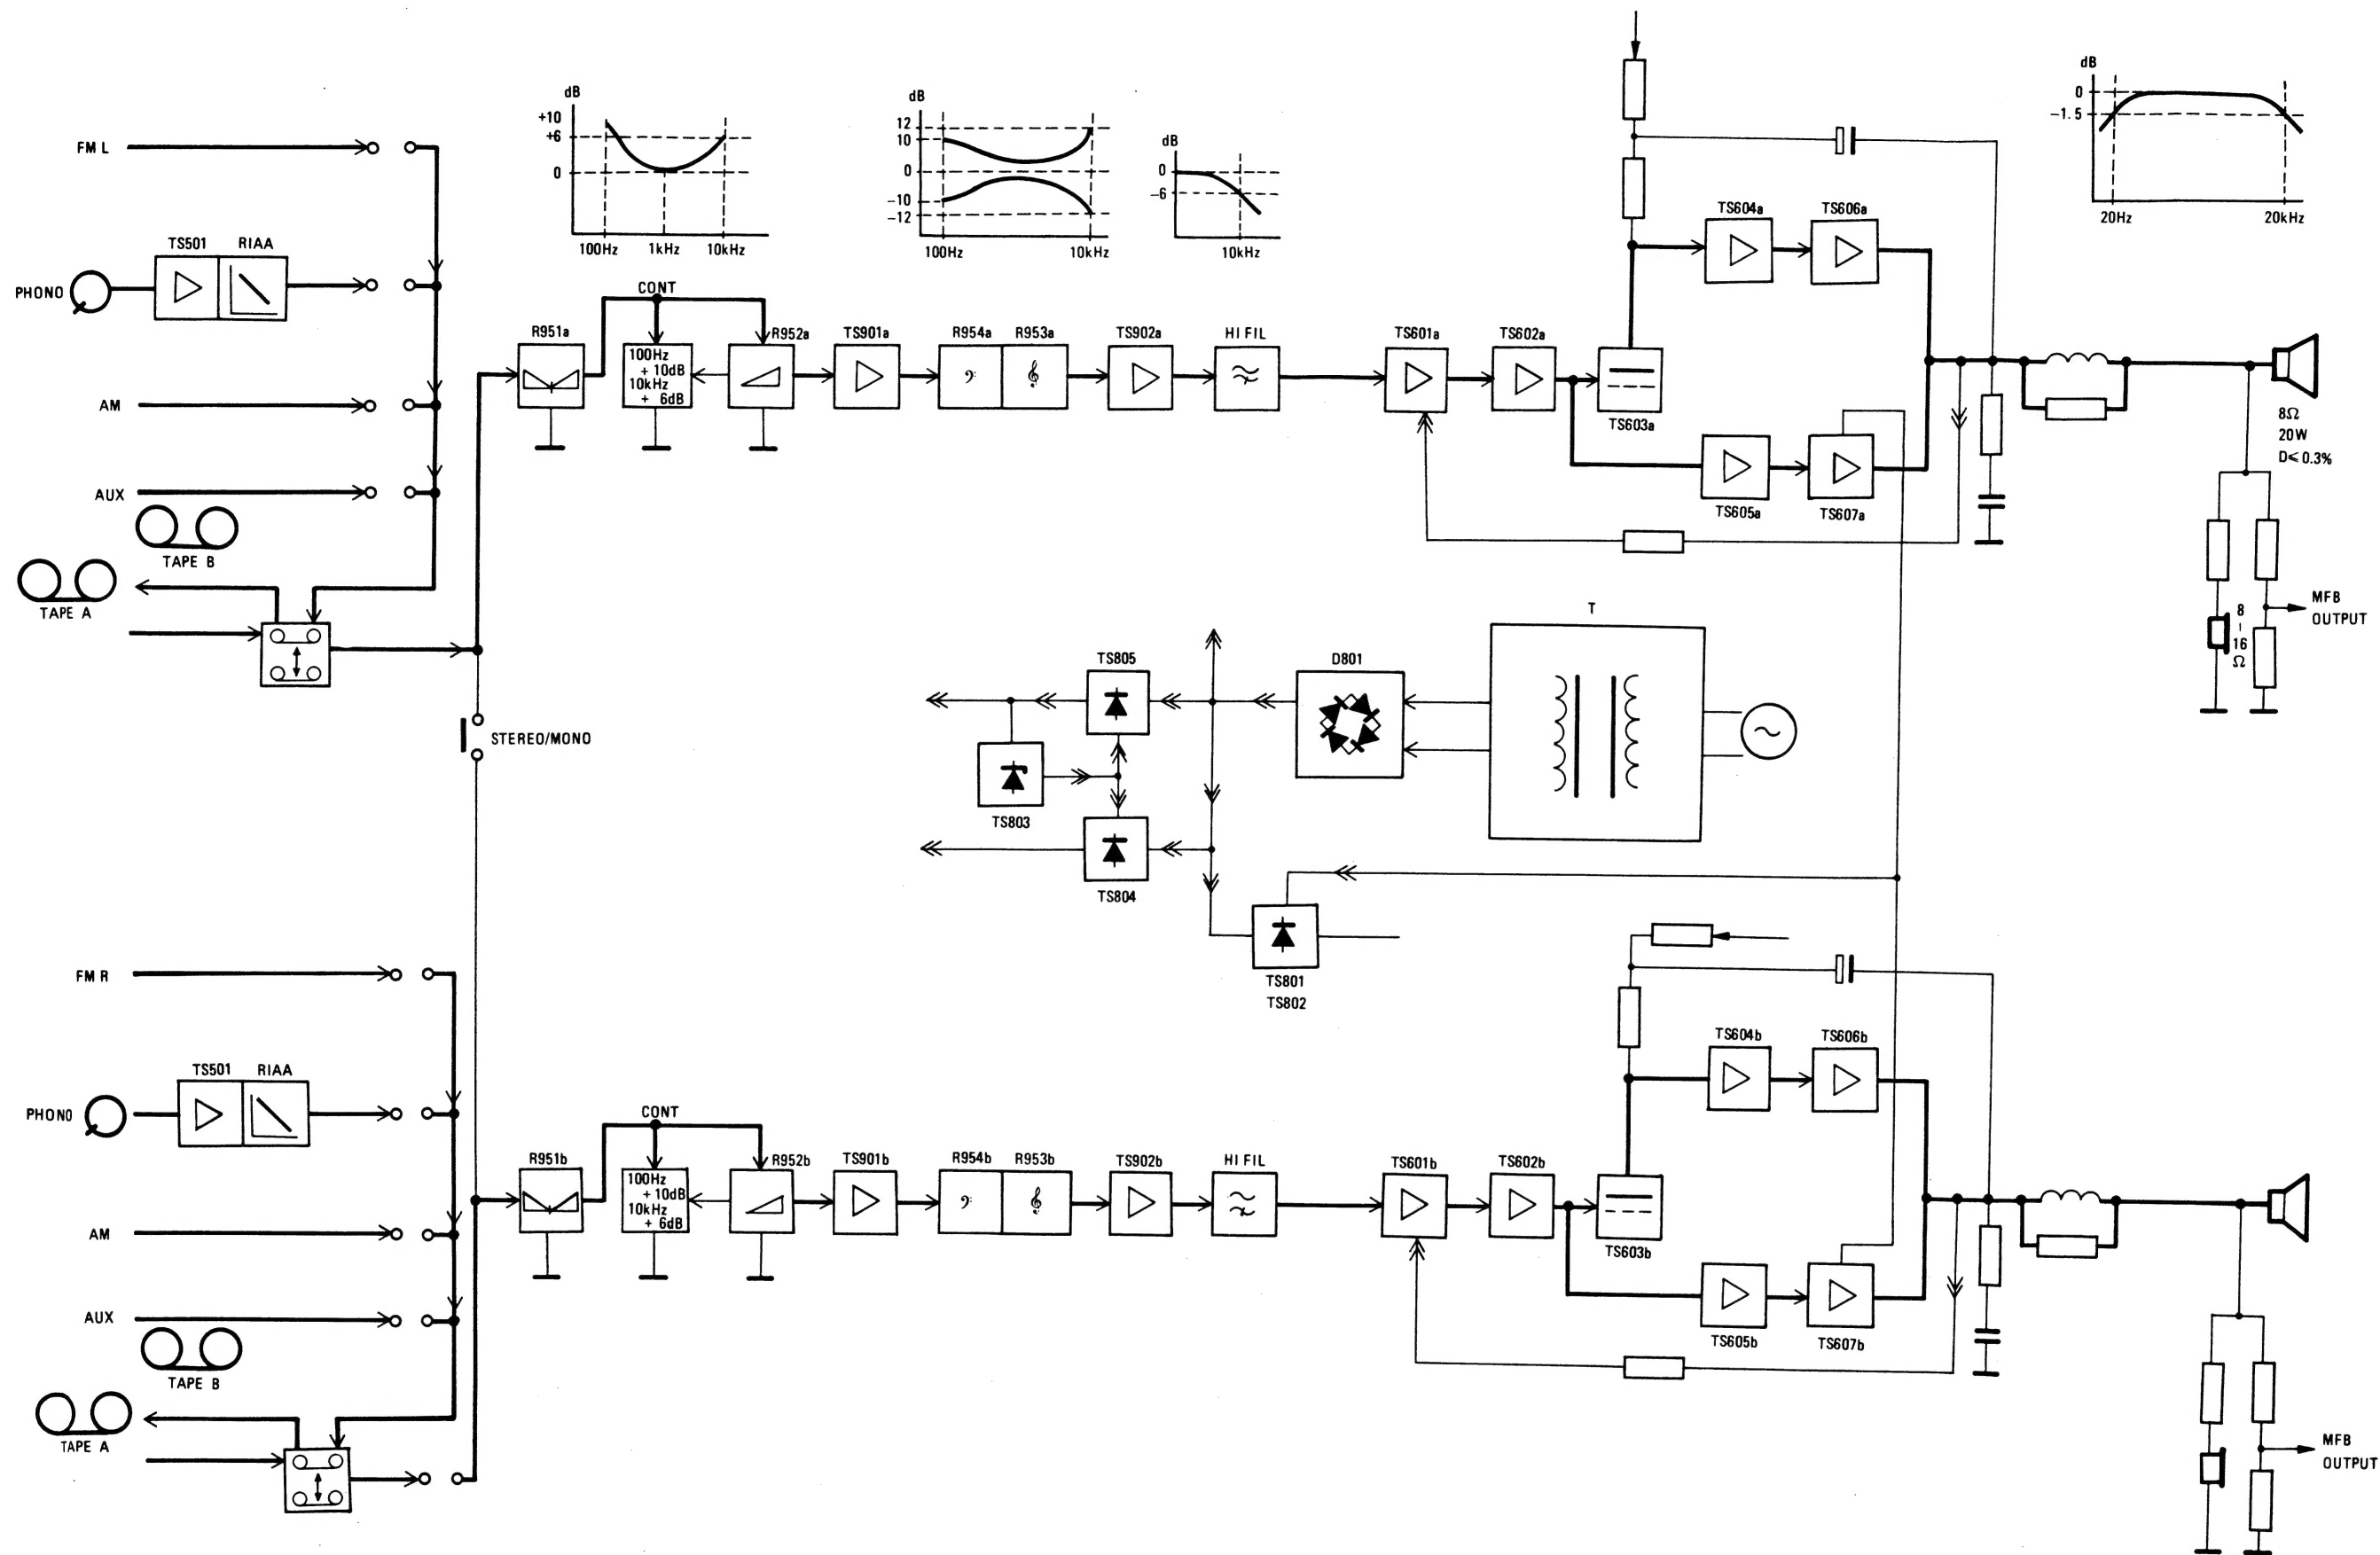 dB
+10
+6
0
100Hz 1kHz 10kHz
dB
12
10
0
-10
-12
100Hz 10kHz
dB
0
-6
10kHz
dB
0
-1.5
20Hz 20kHz
FM L
TS501 RIAA
PHONO
AM
AUX
TAPE B
TAPE A
CONT
R951a
100Hz
+ 10dB
10kHz
+ 6dB
R952a
TS901a
R954a R953a
TS902a
HI FIL
TS601a
TS602a
TS603a
TS604a
TS606a
TS605a
TS607a
8Ω
20W
D≤0.3%
8
-
16
Ω
MFB
OUTPUT
STEREO/MONO
TS805
D801
T
TS803
TS804
TS801
TS802
FM R
TS501 RIAA
PHONO
AM
AUX
TAPE B
TAPE A
CONT
R951b
100Hz
+ 10dB
10kHz
+ 6dB
R952b
TS901b
R954b R953b
TS902b
HI FIL
TS601b
TS602b
TS603b
TS604b
TS606b
TS605b
TS607b
MFB
OUTPUT